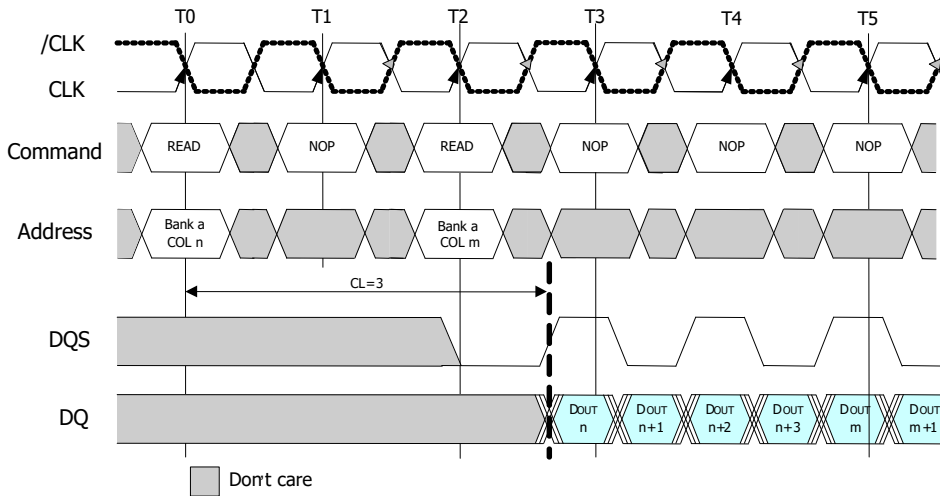 T0 T1 T2 T3 T4 T5
/CLK
CLK
Command READ NOP READ NOP NOP NOP
Address Bank a COL n Bank a COL m
CL=3
DQS
DQ DOUT n DOUT n+1 DOUT n+2 DOUT n+3 DOUT m DOUT m+1
Don't care